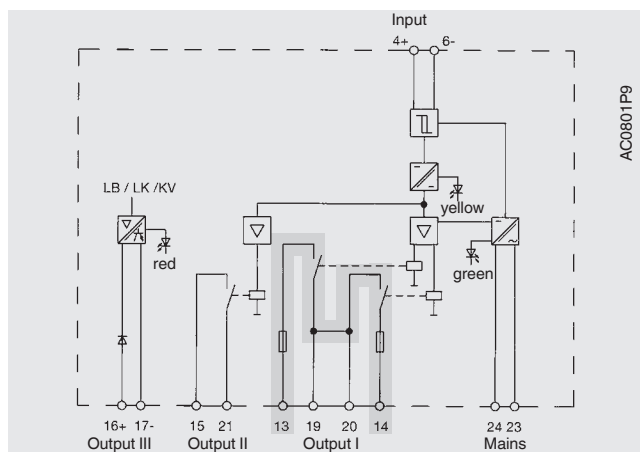 Input
4+ 6-
AC0801P9
LB / LK /KV
yellow
red
green
16+ 17- 15 21 13 19 20 14 24 23
Output III Output II Output I Mains